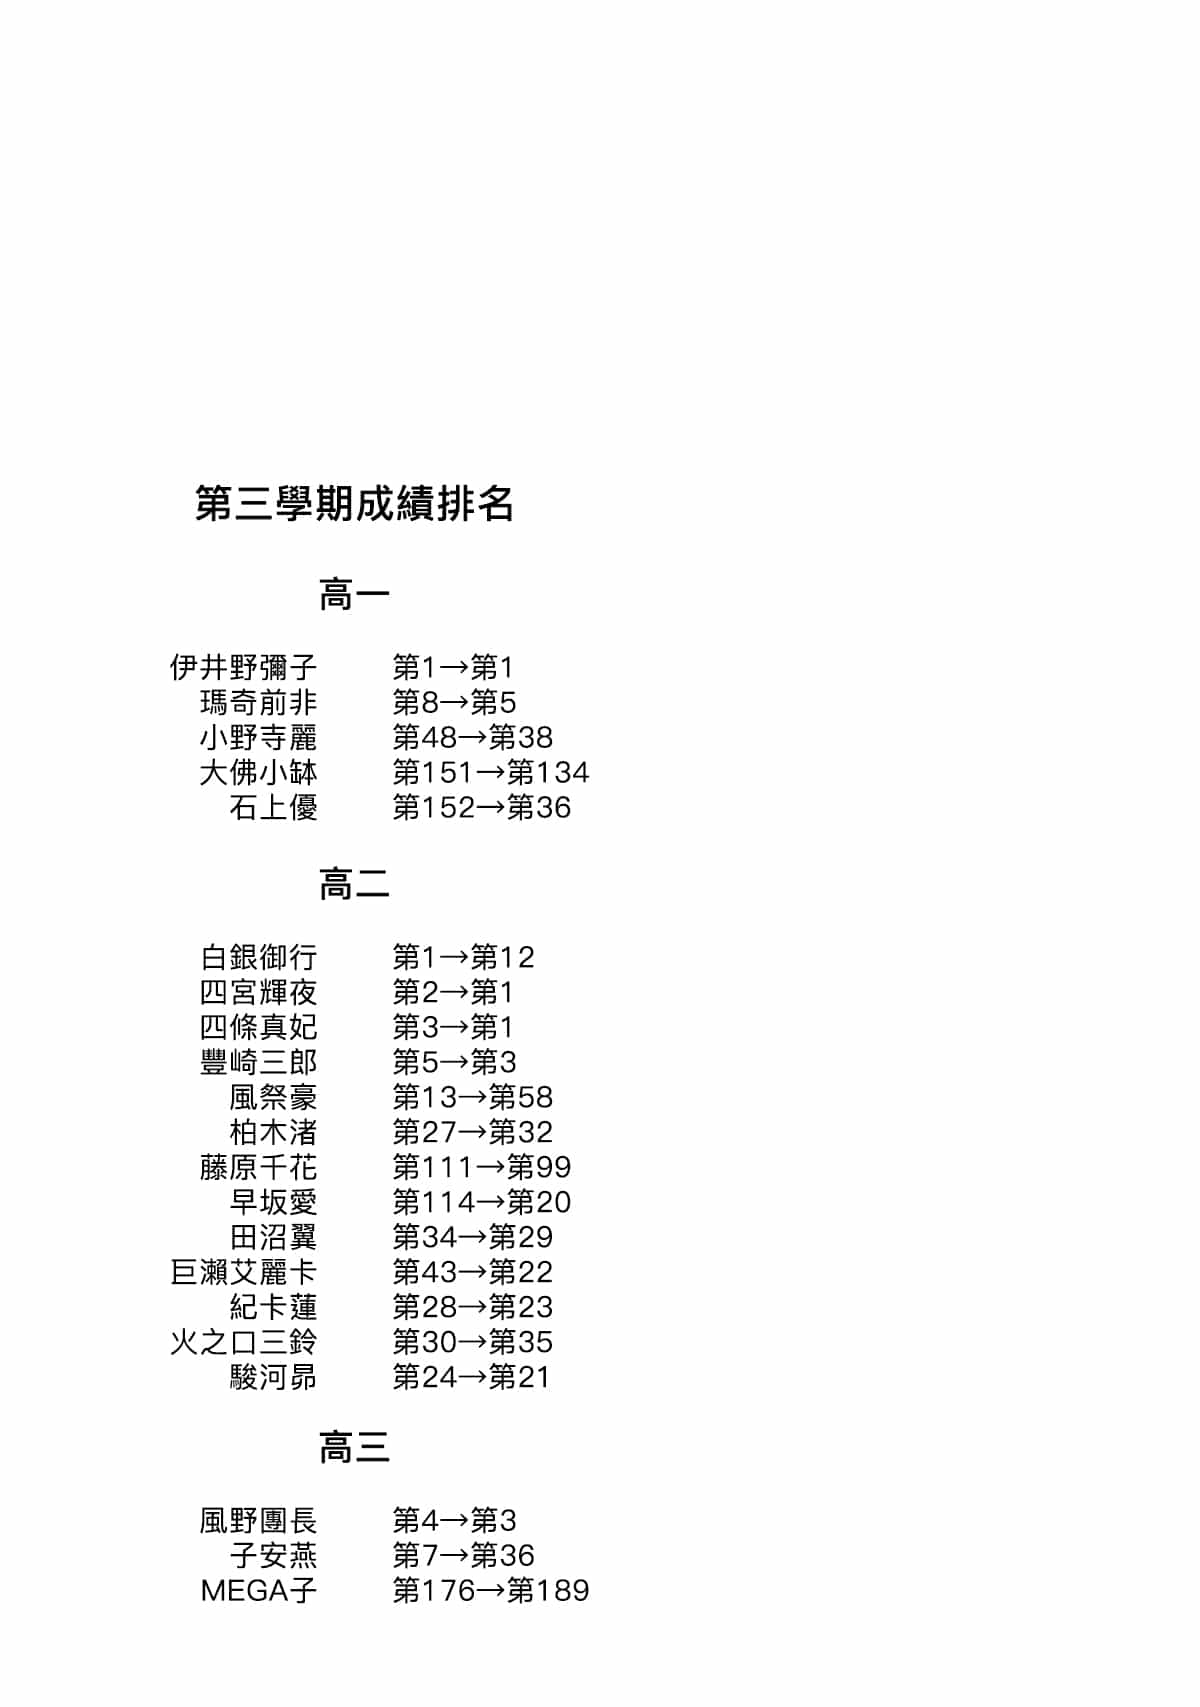 第三學期成績排名
高一
伊井野彌子 第1→第1
瑪奇前非 第8→第5
小野寺麗 第48→第38
大佛小缽 第151→第134
石上優 第152→第36
高二
白銀御行 第1→第12
四宮輝夜 第2→第1
四條真妃 第3→第1
豐崎三郎 第5→第3
風祭豪 第13→第58
柏木渚 第27→第32
藤原千花 第111→第99
早坂愛 第114→第20
田沼翼 第34→第29
巨瀨艾麗卡 第43→第22
紀卡蓮 第28→第23
火之口三鈴 第30→第35
駿河昴 第24→第21
高三
風野團長 第4→第3
子安燕 第7→第36
MEGA子 第176→第189